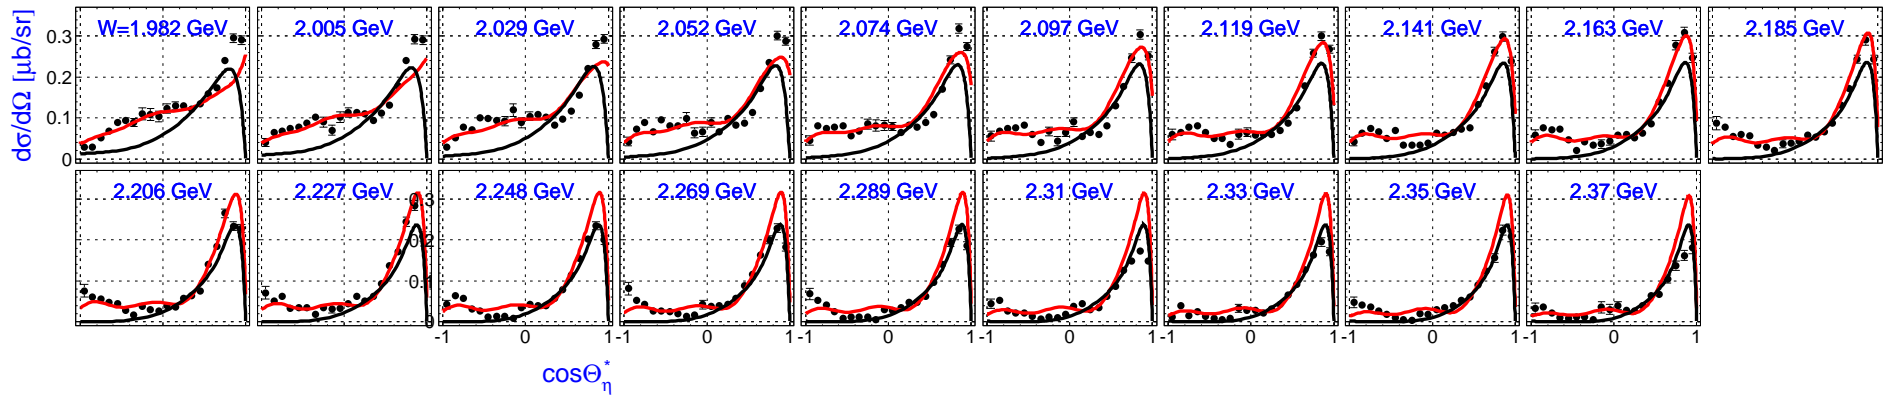 dσ/dΩ [μb/sr]
W=1.982 GeV 2.005 GeV 2.029 GeV 2.052 GeV 2.074 GeV 2.097 GeV 2.119 GeV 2.141 GeV 2.163 GeV 2.185 GeV
0.3
0.2
0.1
0
2.206 GeV 2.227 GeV 2.248 GeV 2.269 GeV 2.289 GeV 2.31 GeV 2.33 GeV 2.35 GeV 2.37 GeV
0.3
0.2
0.1
0
-1 0 1 -1 0 1 -1 0 1 -1 0 1 -1 0 1 -1 0 1 -1 0 1
cosΘ*η